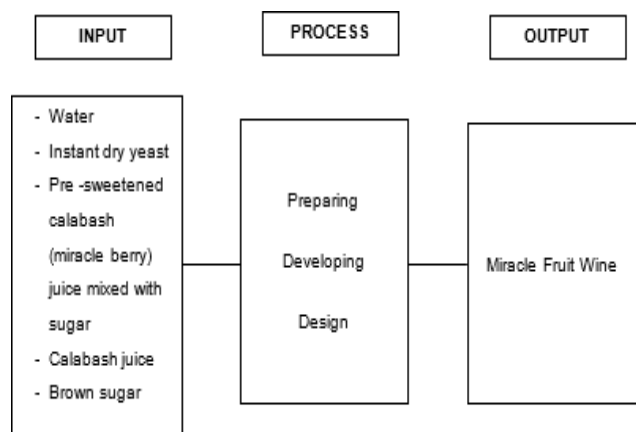 INPUT
PROCESS
OUTPUT
- Water
- Instant dry yeast
- Pre -sweetened
calabash
(miracle berry)
juice mixed with
sugar
- Calabash juice
- Brown sugar
Preparing
Developing
Design
Miracle Fruit Wine